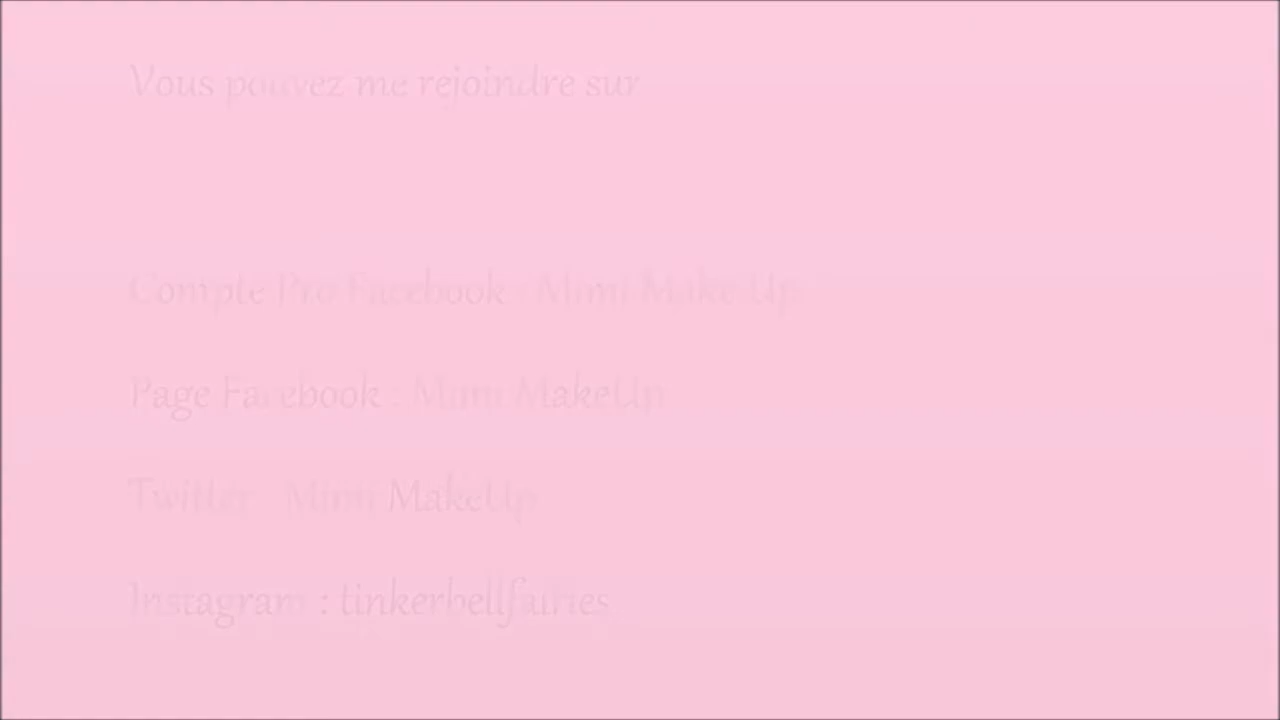 Vous pouvez me rejoindre sur
Compte Pro Facebook : Mimi Make Up
Page Facebook : Mimi MakeUp
Twitter : Mimi MakeUp
Instagram : tinkerbellfairies